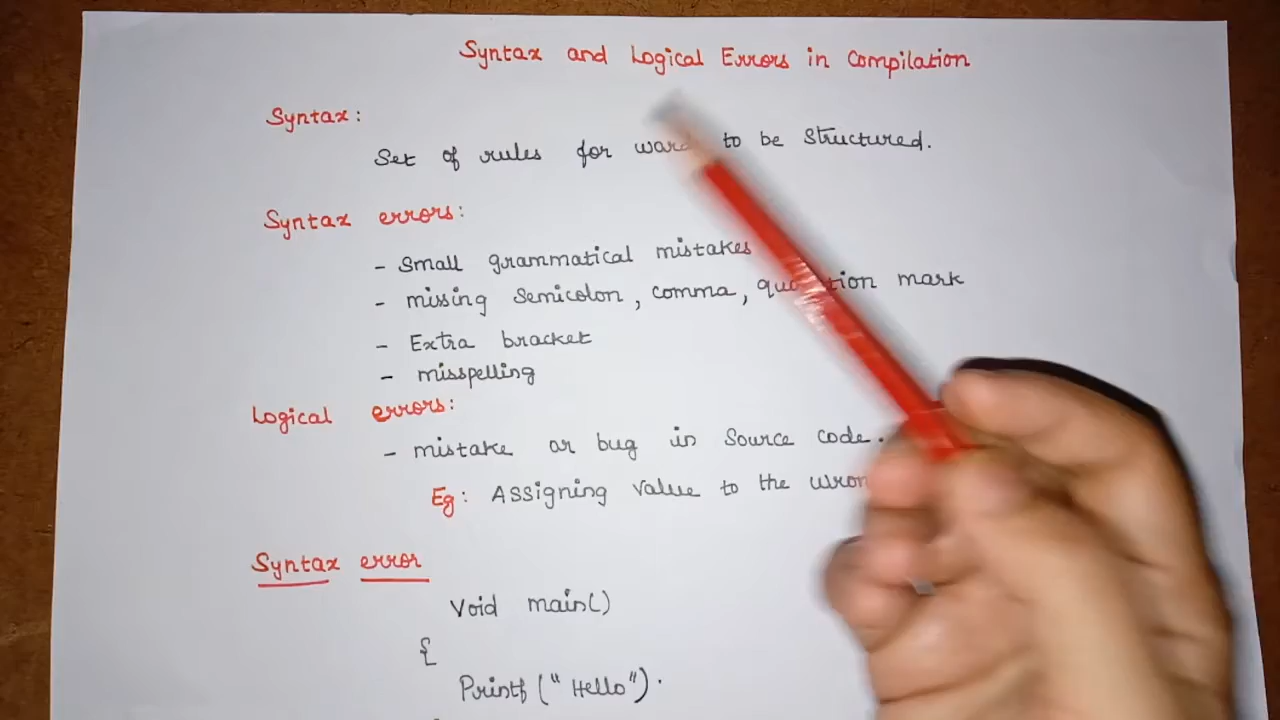 Syntax and Logical Errors in Compilation
Syntax:
Set of rules for to be structured.
Syntax errors:
- Small grammatical mistakes
- missing Semicolon, comma, mark
- Extra bracket
- misspelling
Logical errors:
- mistake or bug in Source code.
Eg: Assigning Value to the
Syntax error
Void main()
{
Printf ("Hello").